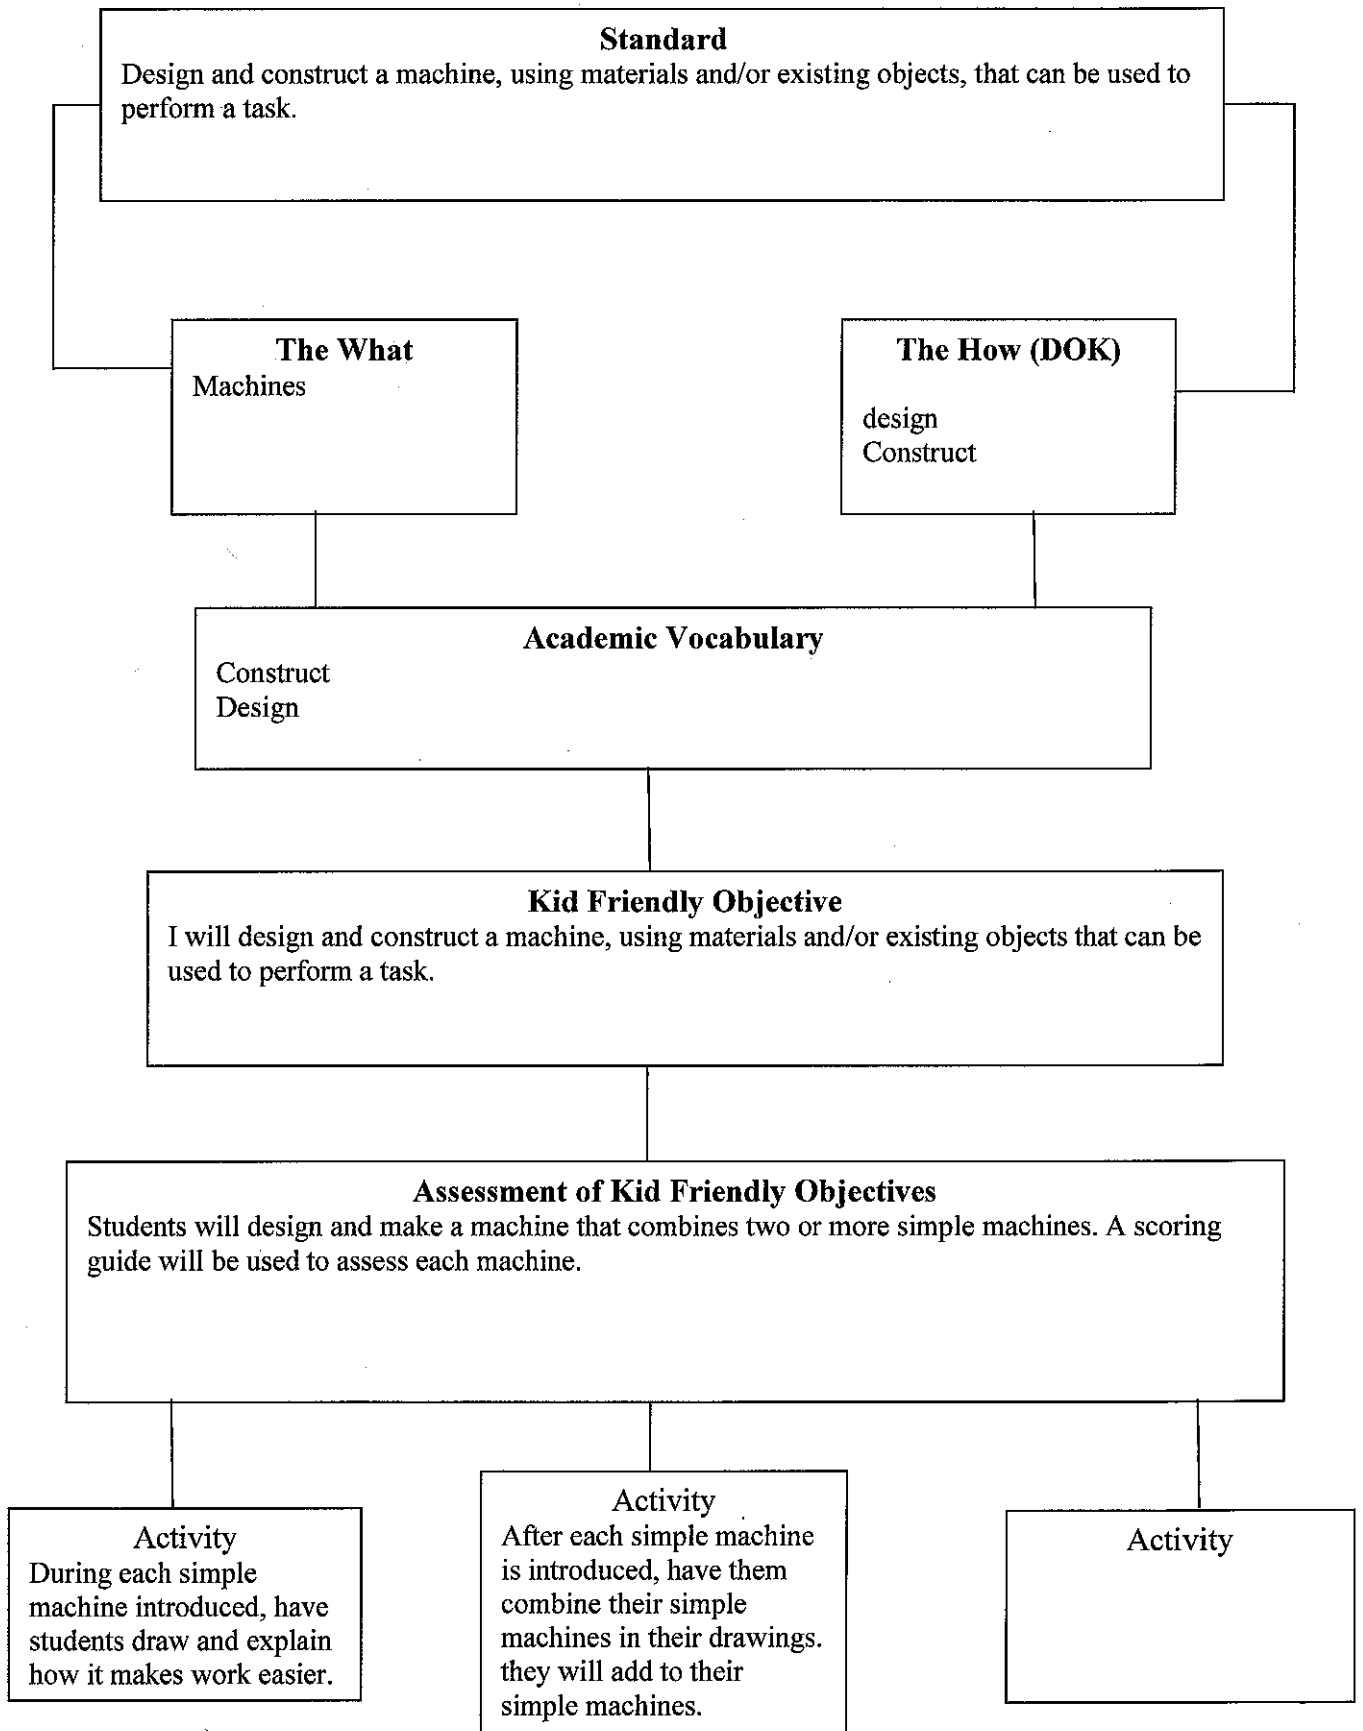 Standard
Design and construct a machine, using materials and/or existing objects, that can be used to
perform a task.
The What
Machines
The How (DOK)
design
Construct
Academic Vocabulary
Construct
Design
Kid Friendly Objective
I will design and construct a machine, using materials and/or existing objects that can be
used to perform a task.
Assessment of Kid Friendly Objectives
Students will design and make a machine that combines two or more simple machines. A scoring
guide will be used to assess each machine.
Activity
During each simple
machine introduced, have
students draw and explain
how it makes work easier.
Activity
After each simple machine
is introduced, have them
combine their simple
machines in their drawings.
they will add to their
simple machines.
Activity